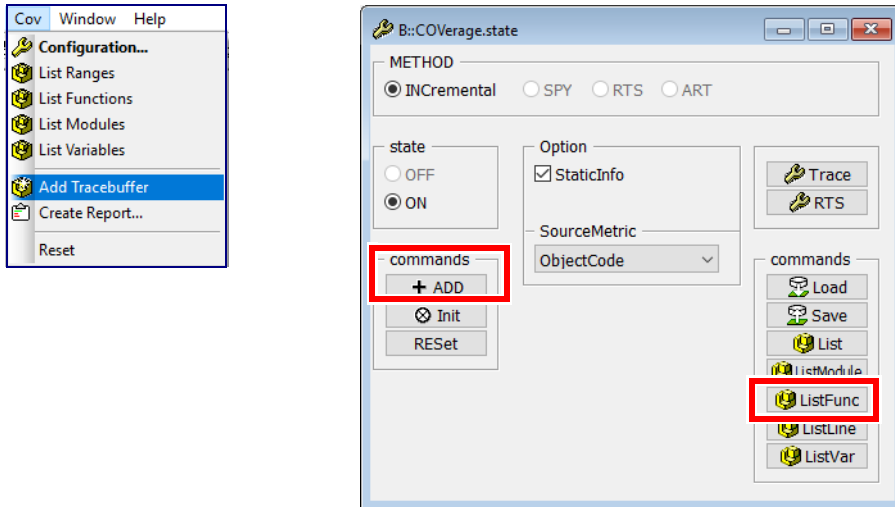 Cov Window Help
Configuration...
List Ranges
List Functions
List Modules
List Variables
Add Tracebuffer
Create Report...
Reset
B::COVerage.state
METHOD
INCremental SPY RTS ART
state
OFF
ON
Option
StaticInfo
SourceMetric
ObjectCode
Trace
RTS
commands
ADD
Init
RESet
commands
Load
Save
List
ListModule
ListFunc
ListLine
ListVar